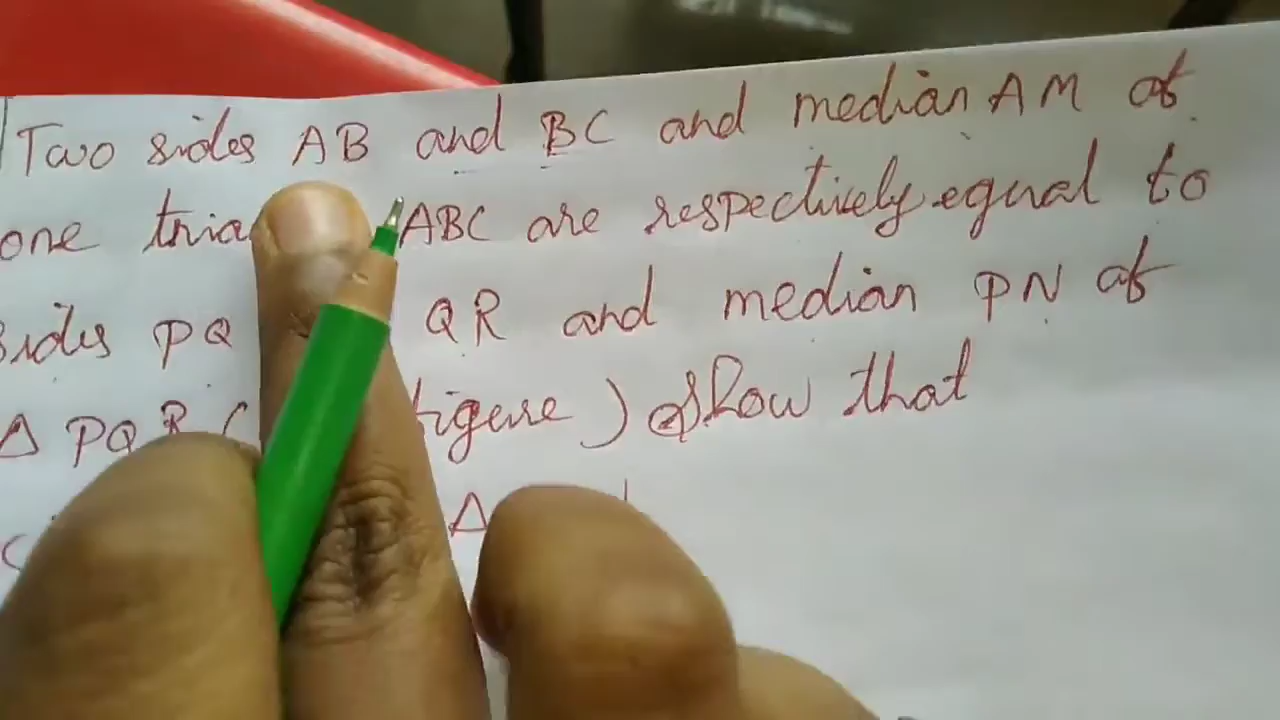 Two sides AB and BC and median AM of
one ABC are respectively equal to
sides PQ QR and median PN of
Δ PQR ( figure ) show that
Δ